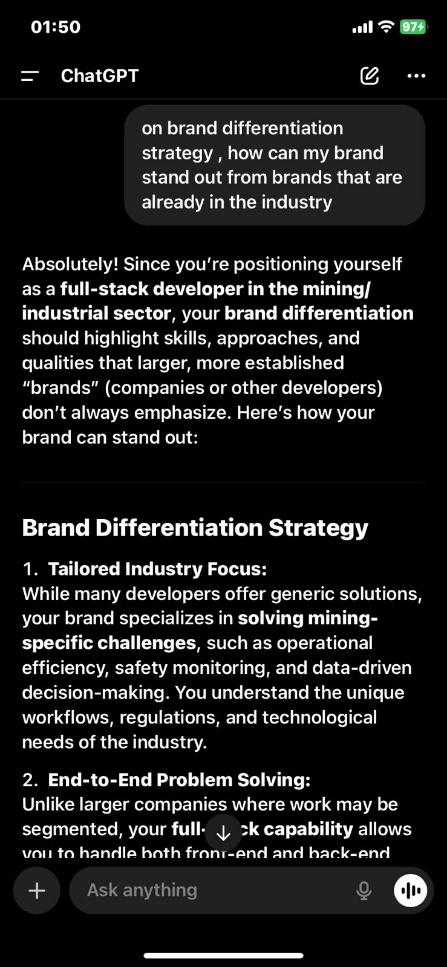 01:50
97
ChatGPT
on brand differentiation
strategy , how can my brand
stand out from brands that are
already in the industry
Absolutely! Since you’re positioning yourself
as a full-stack developer in the mining/
industrial sector, your brand differentiation
should highlight skills, approaches, and
qualities that larger, more established
“brands” (companies or other developers)
don’t always emphasize. Here’s how your
brand can stand out:
Brand Differentiation Strategy
1. Tailored Industry Focus:
While many developers offer generic solutions,
your brand specializes in solving mining-
specific challenges, such as operational
efficiency, safety monitoring, and data-driven
decision-making. You understand the unique
workflows, regulations, and technological
needs of the industry.
2. End-to-End Problem Solving:
Unlike larger companies where work may be
segmented, your full- ck capability allows
you to handle both front-end and back-end
Ask anything